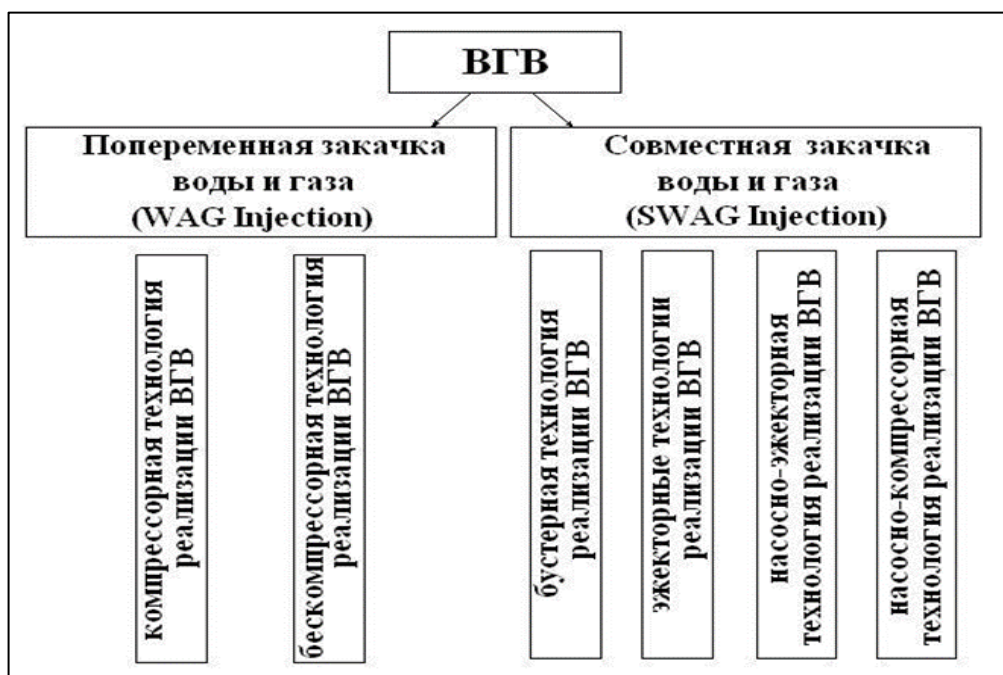 ВГВ
Попеременная закачка
воды и газа
(WAG Injection)
Совместная закачка
воды и газа
(SWAG Injection)
компрессорная технология
реализации ВГВ
бескомпрессорная технология
реализации ВГВ
бустерная технология
реализации ВГВ
эжекторные технологии
реализации ВГВ
насосно-эжекторная
технология реализации ВГВ
насосно-компрессорная
технология реализации ВГВ